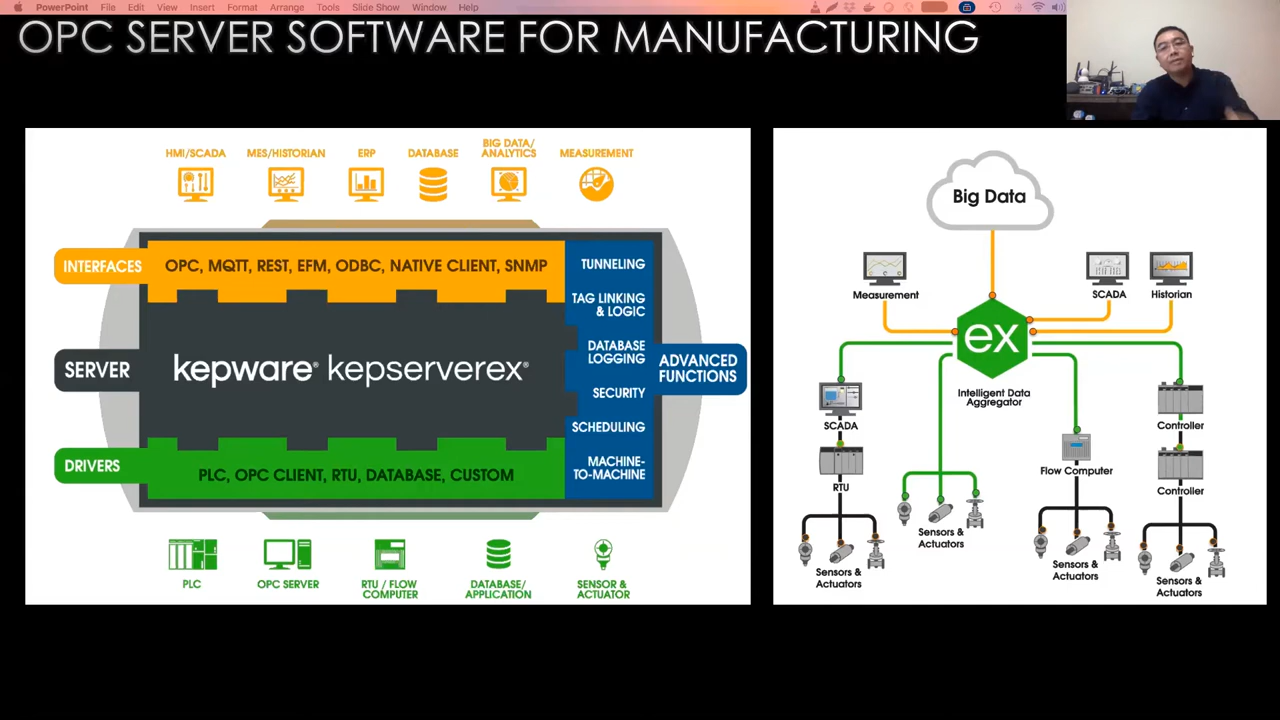 PowerPoint File Edit View Insert Format Arrange Tools Slide Show Window Help
OPC SERVER SOFTWARE FOR MANUFACTURING
HMI/SCADA
MES/HISTORIAN
ERP
DATABASE
BIG DATA/
ANALYTICS
MEASUREMENT
INTERFACES
OPC, MQTT, REST, EFM, ODBC, NATIVE CLIENT, SNMP
SERVER
kepware® kepserverex®
DRIVERS
PLC, OPC CLIENT, RTU, DATABASE, CUSTOM
TUNNELING
TAG LINKING
& LOGIC
DATABASE
LOGGING
SECURITY
SCHEDULING
MACHINE-
TO-MACHINE
ADVANCED
FUNCTIONS
PLC
OPC SERVER
RTU / FLOW
COMPUTER
DATABASE/
APPLICATION
SENSOR &
ACTUATOR
Big Data
Measurement
SCADA
Historian
ex
Intelligent Data
Aggregator
SCADA
RTU
Sensors &
Actuators
Sensors &
Actuators
Flow Computer
Sensors &
Actuators
Controller
Controller
Sensors &
Actuators